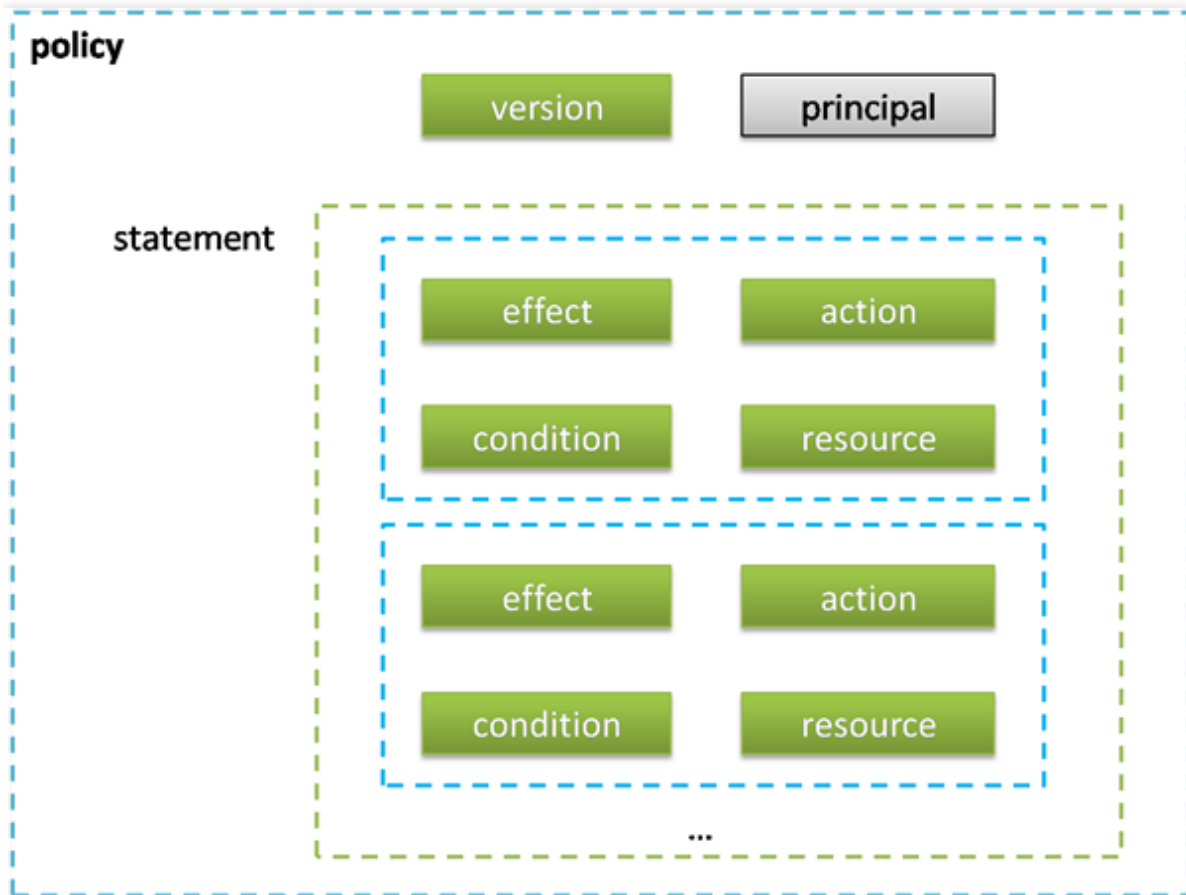 policy
version principal
statement
effect action
condition resource
effect action
condition resource
...